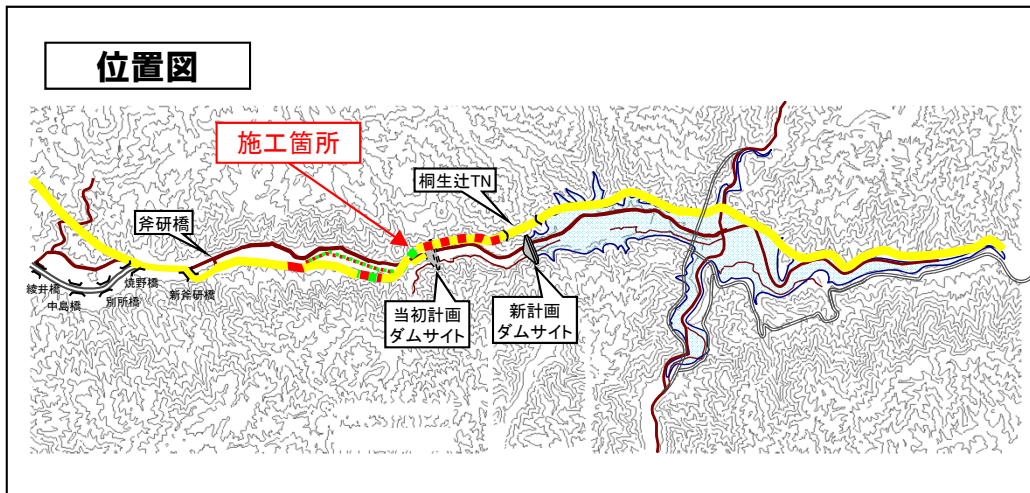 位置図
施工箇所
桐生辻TN
斧研橋
綾井橋
中島橋
別所橋
焼野橋
新斧研橋
当初計画
ダムサイト
新計画
ダムサイト